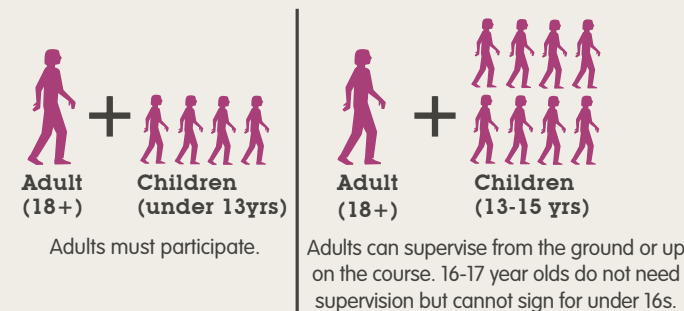 Adult
(18+)
Children
(under 13yrs)
Adults must participate.
Adult
(18+)
Children
(13-15 yrs)
Adults can supervise from the ground or up
on the course. 16-17 year olds do not need
supervision but cannot sign for under 16s.